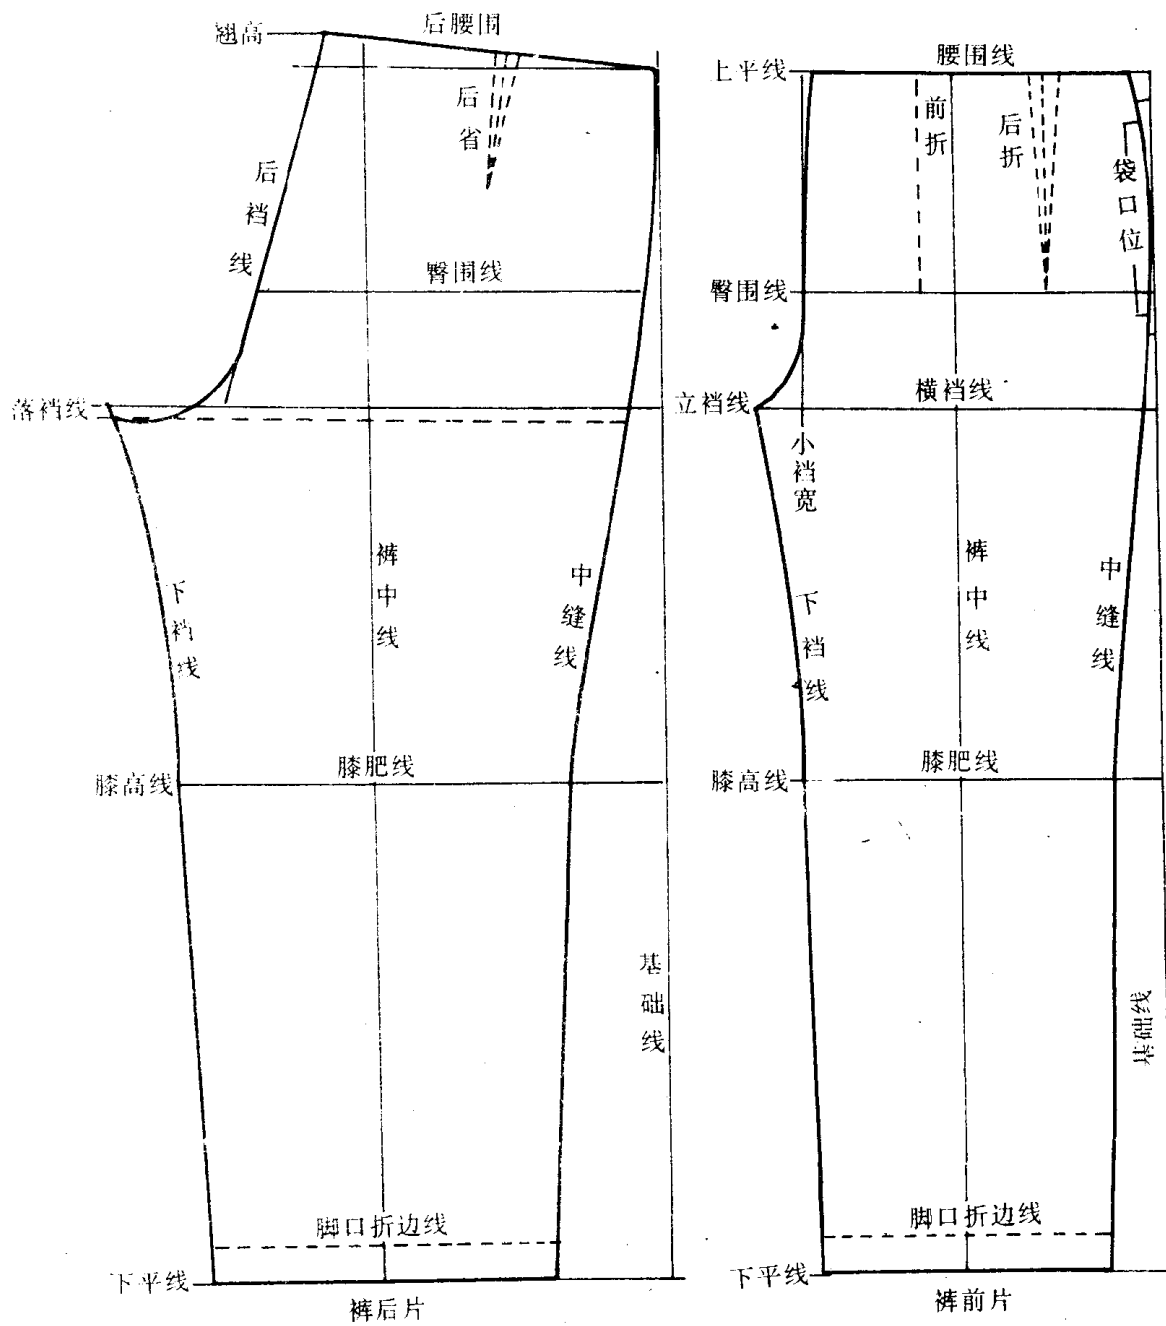 翘高
后腰围
后省
后裆线
臀围线
落裆线
下裆线
裤中线
中缝线
膝高线
膝肥线
基础线
脚口折边线
下平线
裤后片
腰围线
上平线
前折
后折
袋口位
臀围线
立裆线
横裆线
小裆宽
下裆线
裤中线
中缝线
膝高线
膝肥线
基础线
脚口折边线
下平线
裤前片